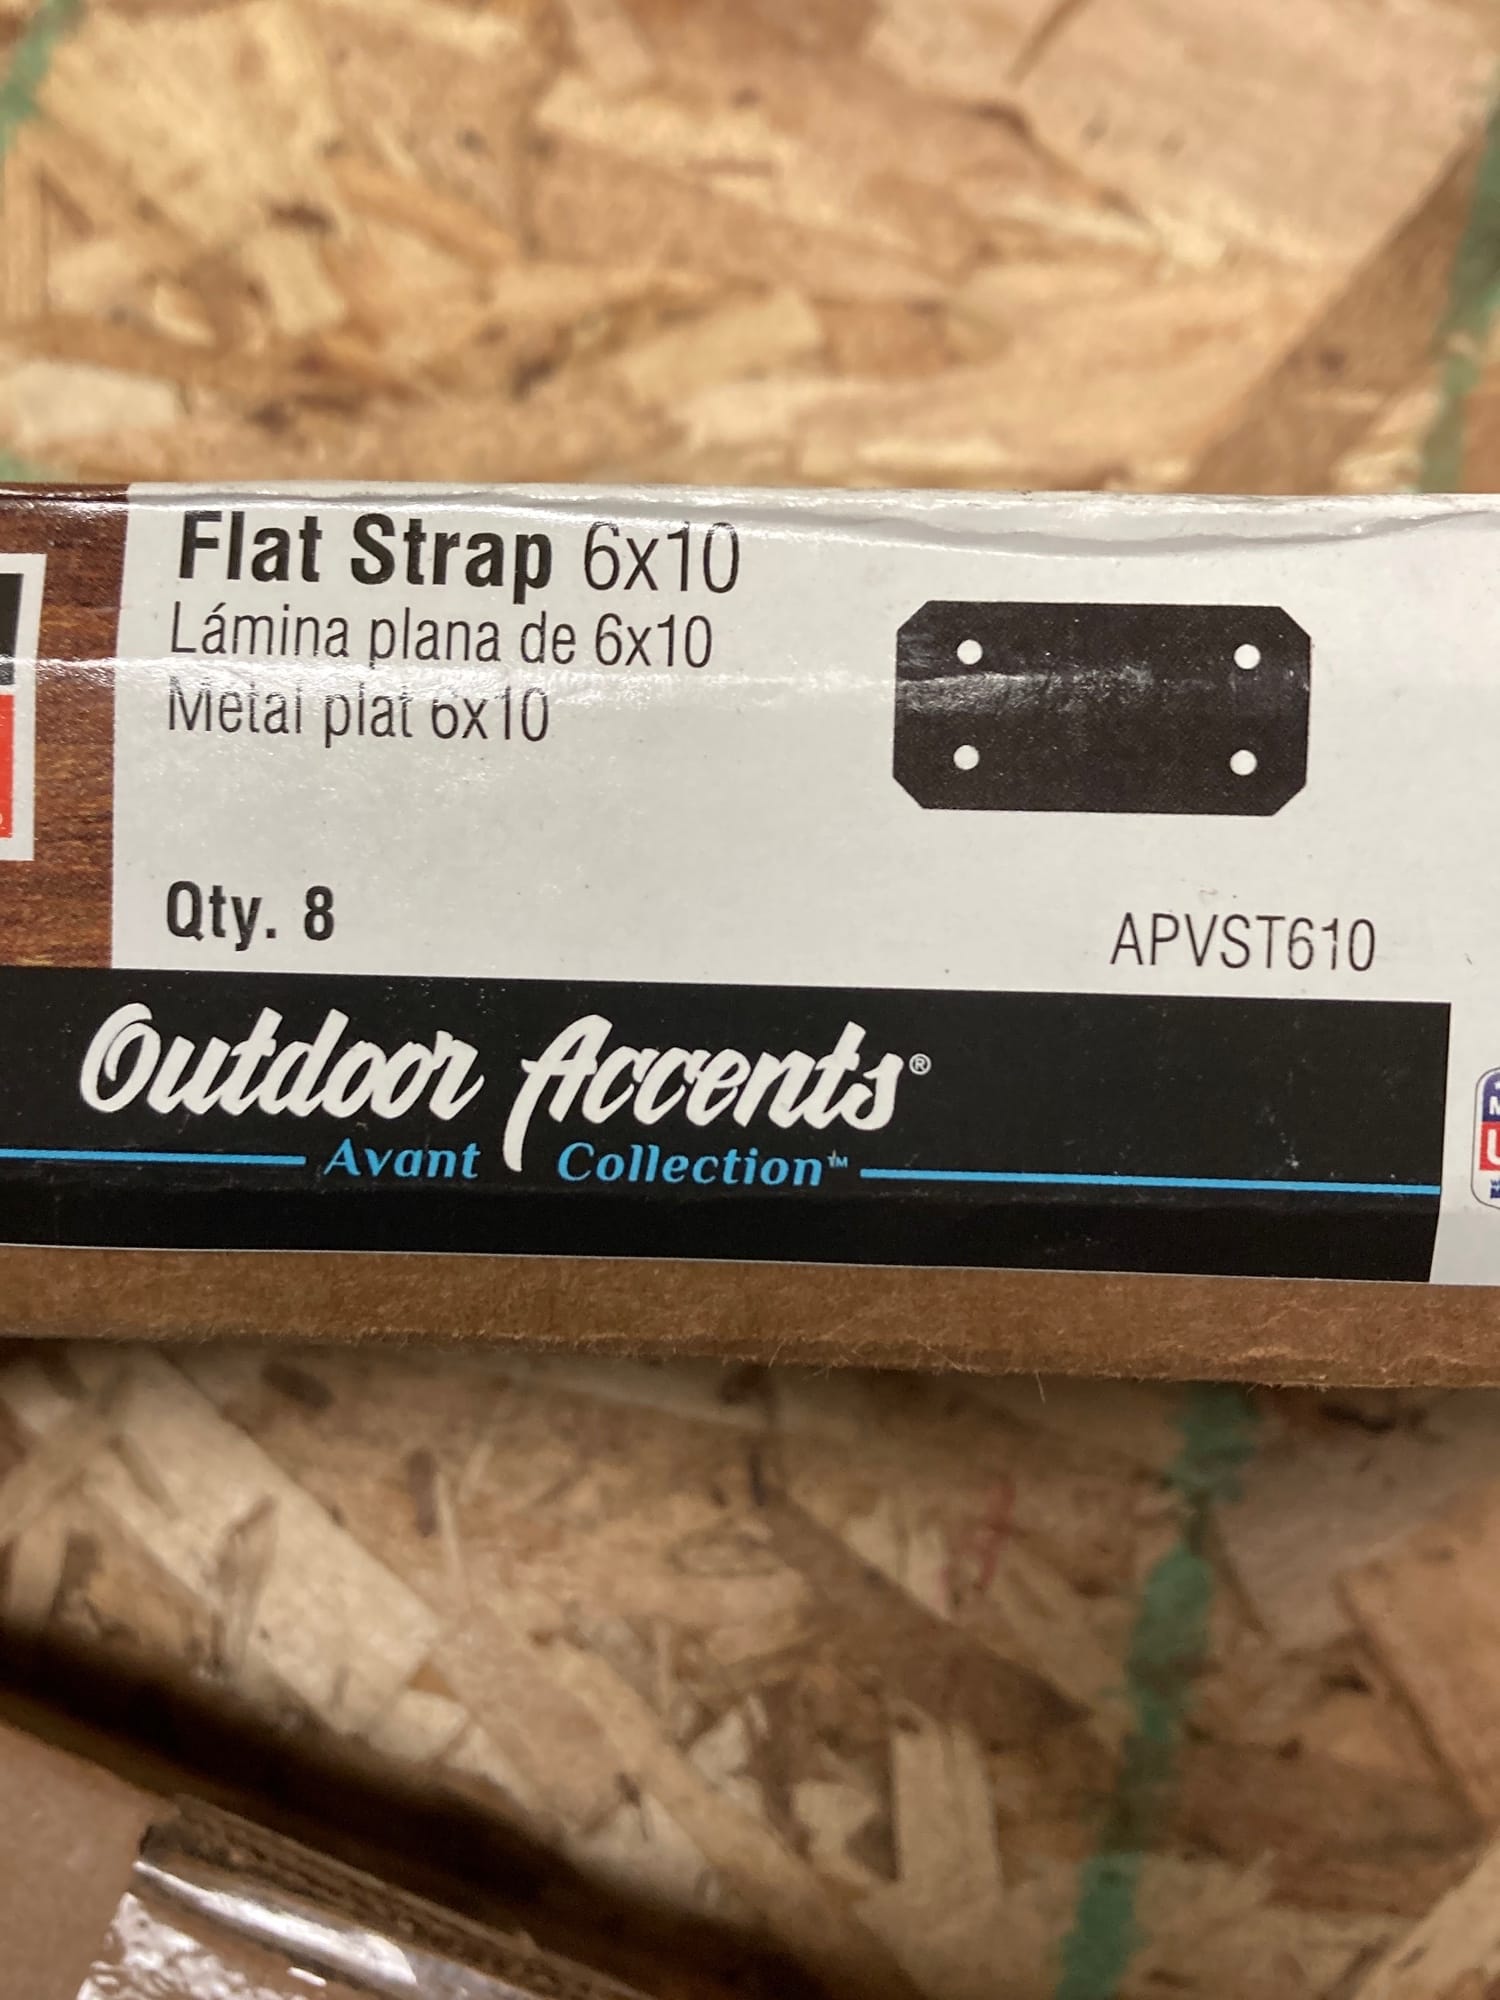 Flat Strap 6x10
Lámina plana de 6x10
Metal plat 6x10
Qty. 8
APVST610
Outdoor Accents®
Avant Collection™